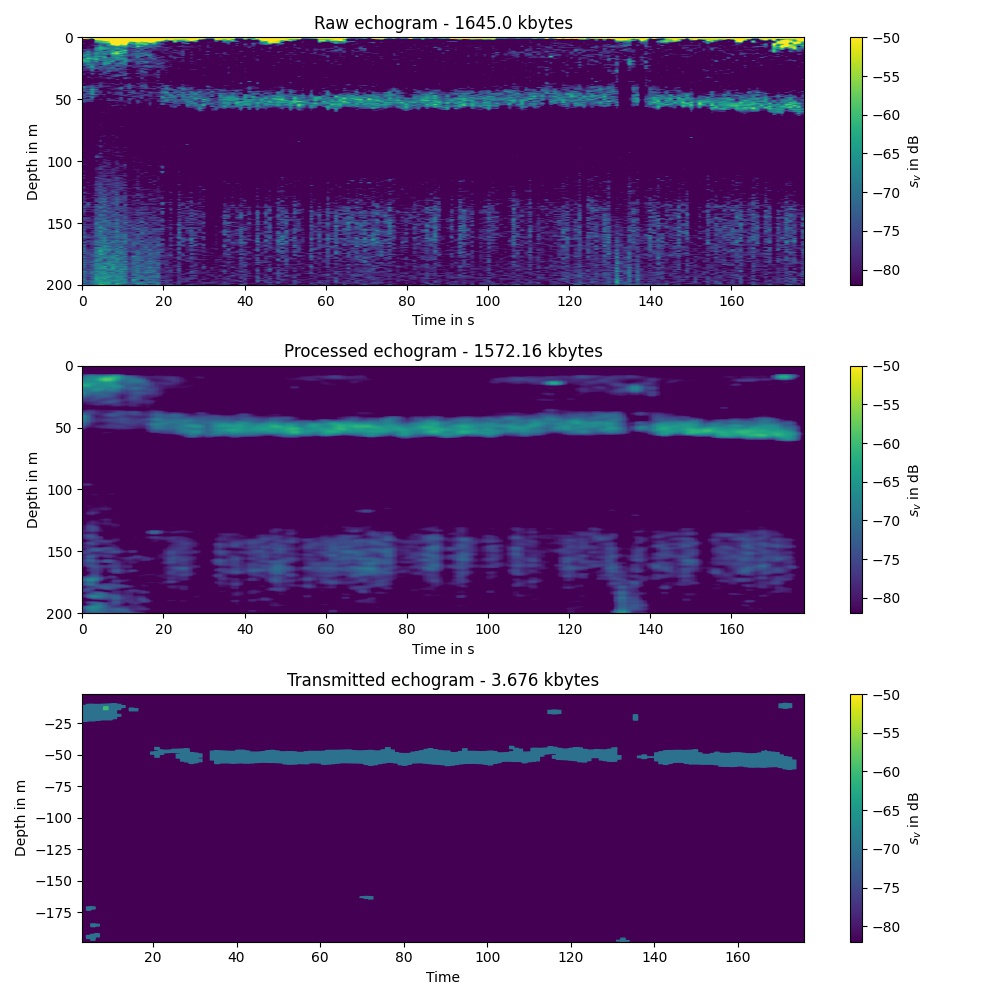 Raw echogram - 1645.0 kbytes
0
50
100
150
200
Depth in m
0 20 40 60 80 100 120 140 160
Time in s
−50
−55
−60
−65
−70
−75
−80
sv in dB
Processed echogram - 1572.16 kbytes
0
50
100
150
200
Depth in m
0 20 40 60 80 100 120 140 160
Time in s
−50
−55
−60
−65
−70
−75
−80
sv in dB
Transmitted echogram - 3.676 kbytes
−25
−50
−75
−100
−125
−150
−175
Depth in m
20 40 60 80 100 120 140 160
Time
−50
−55
−60
−65
−70
−75
−80
sv in dB